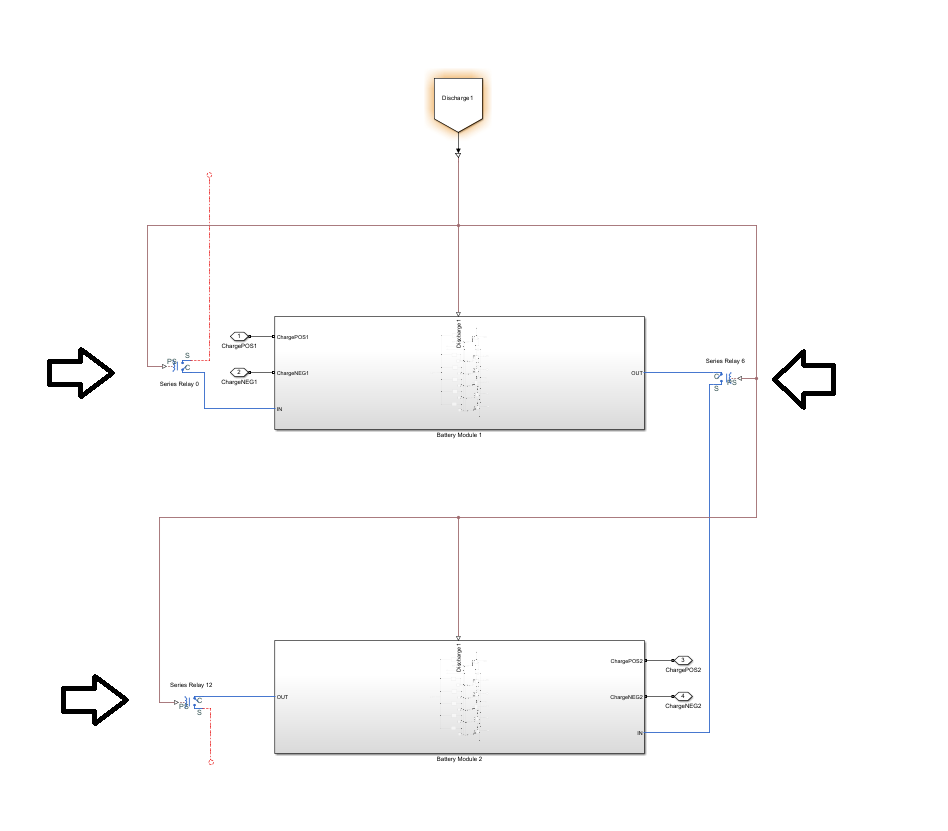 Discharge1
S
PS
C
Series Relay 0
1
ChargePOS1
2
ChargeNEG1
ChargePOS1
ChargeNEG1
IN
Discharge1
OUT
Battery Module 1
Series Relay 6
C
S
Series Relay 12
C
S
OUT
Discharge1
ChargePOS2
ChargeNEG2
IN
3
ChargePOS2
4
ChargeNEG2
Battery Module 2